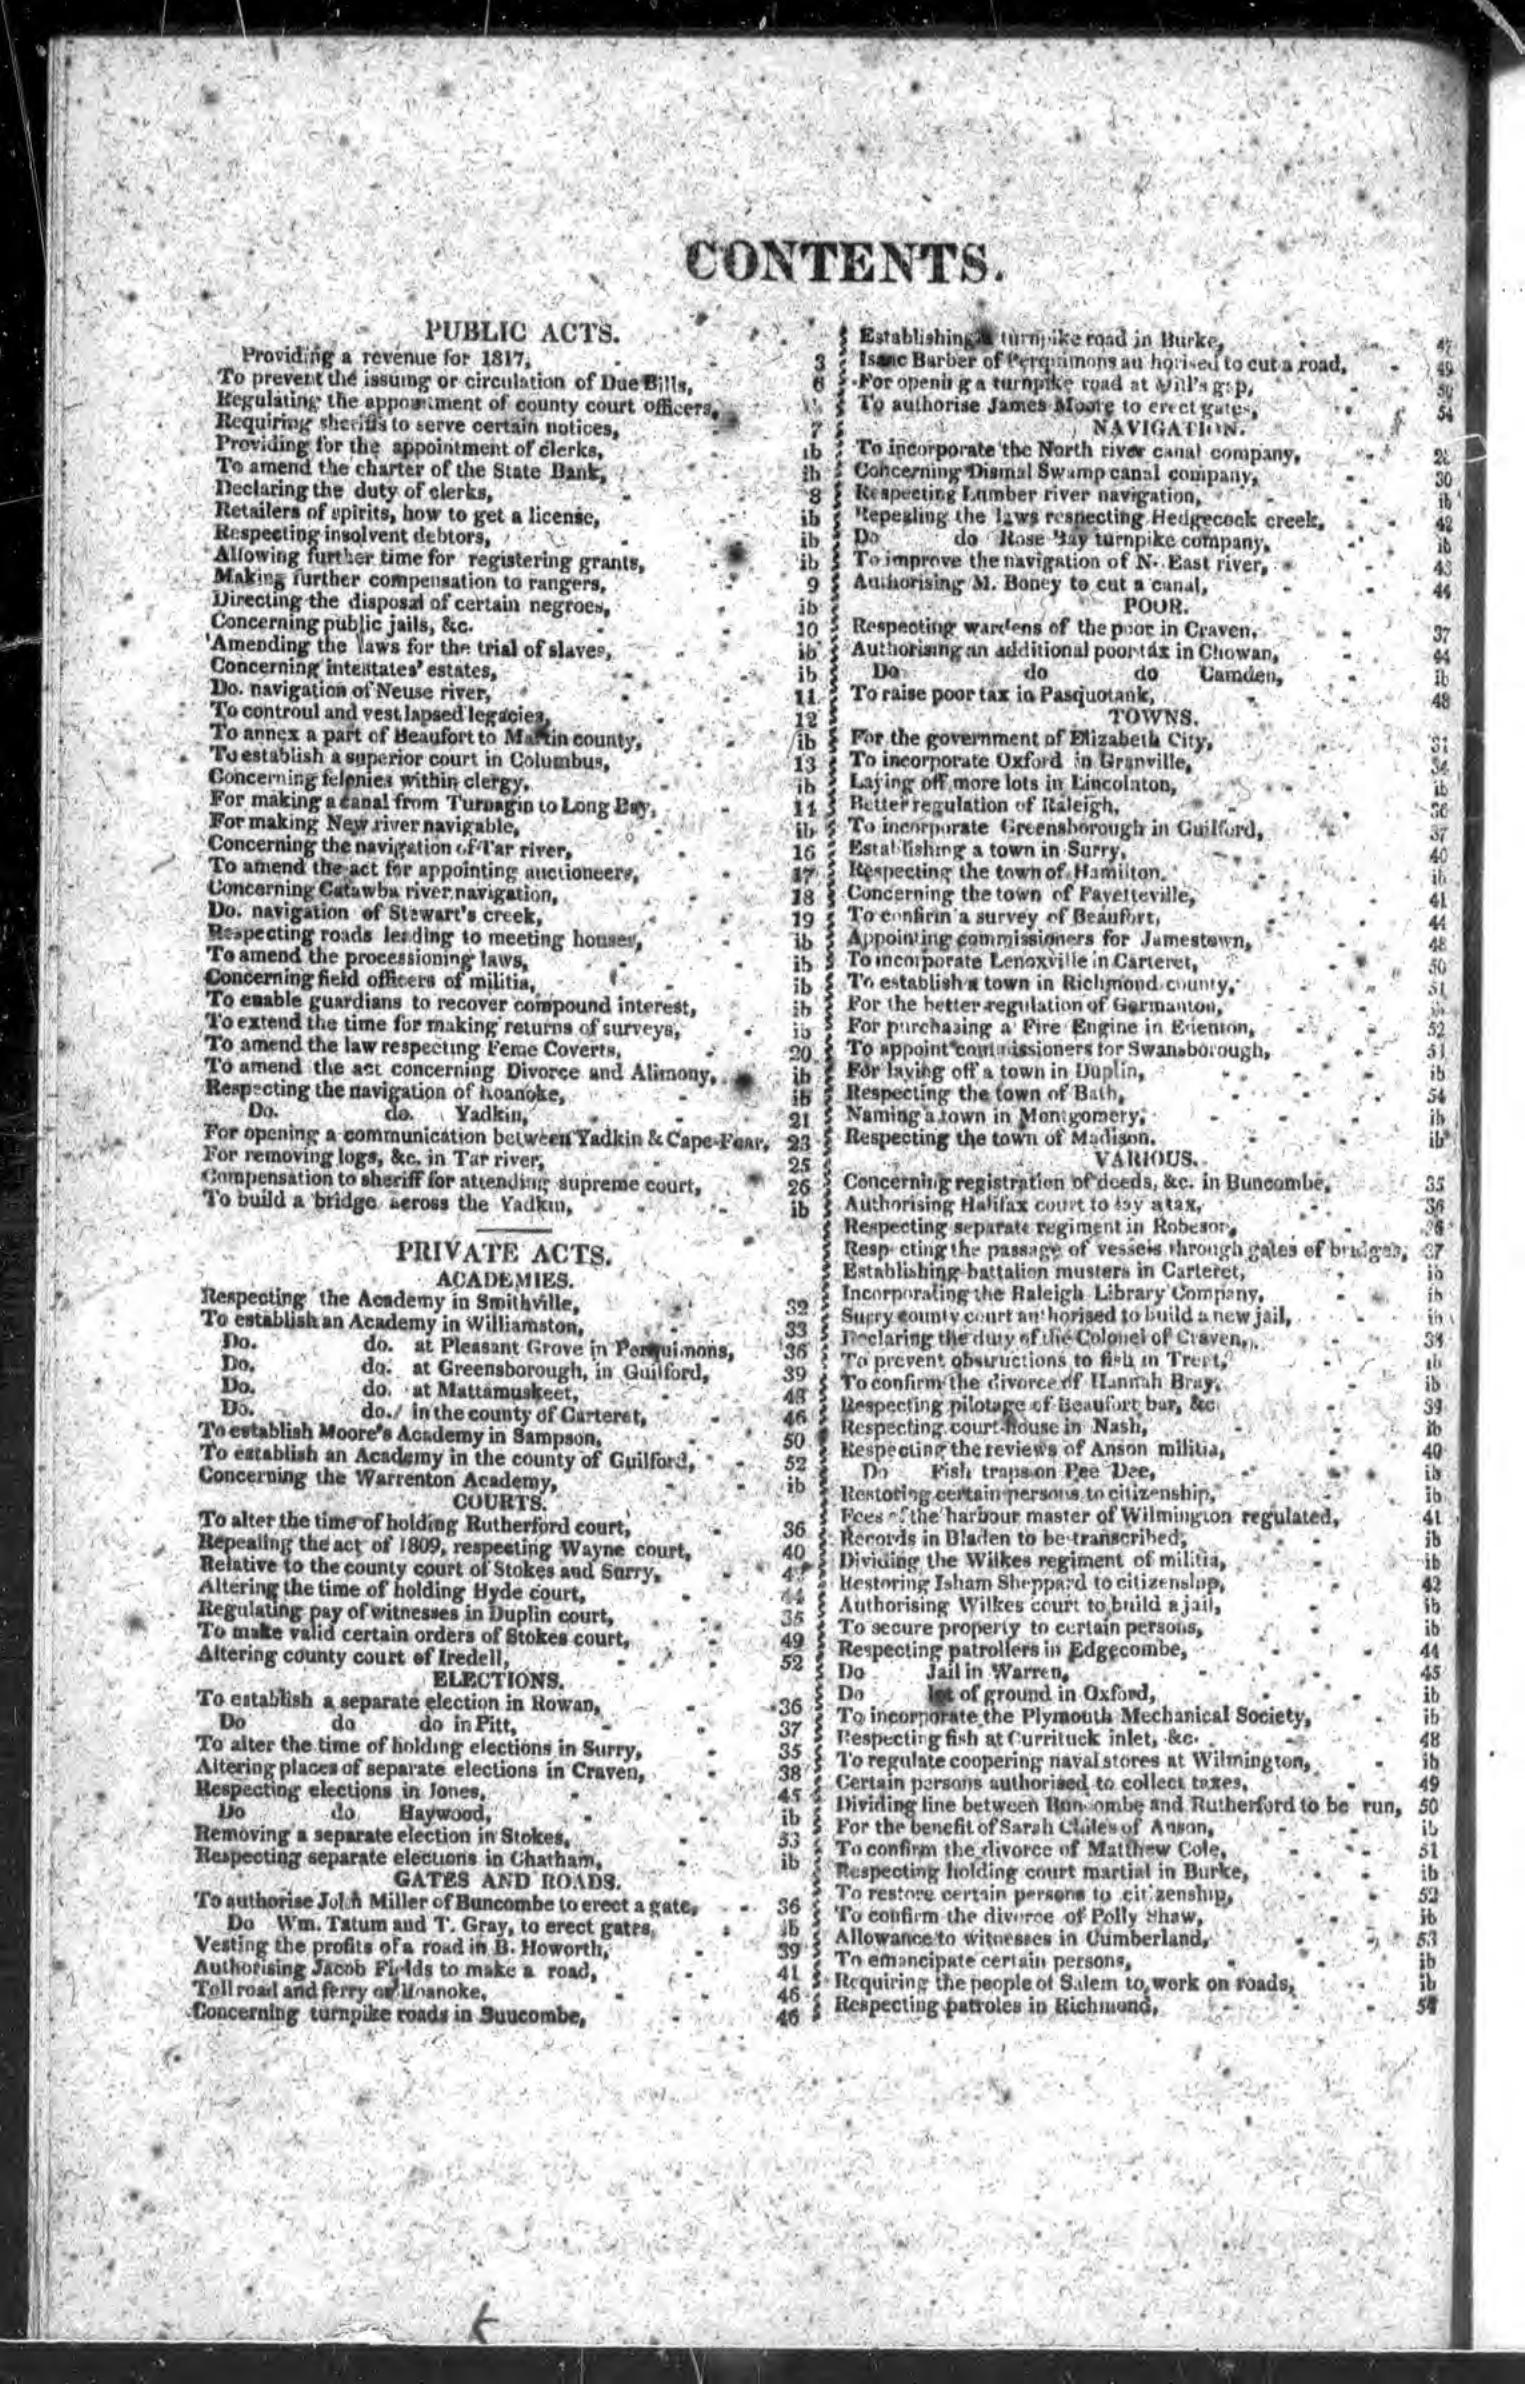 CONTENTS.
PUBLIC ACTS.
Providing a revenue for 1817, 3
To prevent the issuing or circulation of Due Bills, 6
Regulating the appointment of county court officers,
Requiring sheriffs to serve certain notices, 7
Providing for the appointment of clerks, ib
To amend the charter of the State Bank, ib
Declaring the duty of clerks, 8
Retailers of spirits, how to get a license, ib
Respecting insolvent debtors, ib
Allowing further time for registering grants, ib
Making further compensation to rangers, 9
Directing the disposal of certain negroes, ib
Concerning public jails, &c. 10
Amending the laws for the trial of slaves, ib
Concerning intestates' estates, ib
Do. navigation of Neuse river, 11
To controul and vest lapsed legacies, 12
To annex a part of Beaufort to Martin county, ib
To establish a superior court in Columbus, 13
Concerning felonies within clergy, ib
For making a canal from Turnagin to Long Bay, 14
For making New river navigable, ib
Concerning the navigation of Tar river, 16
To amend the act for appointing auctioneers, 17
Concerning Catawba river navigation, 18
Do. navigation of Stewart's creek, 19
Respecting roads leading to meeting houses, ib
To amend the processioning laws, ib
Concerning field officers of militia, ib
To enable guardians to recover compound interest, ib
To extend the time for making returns of surveys, ib
To amend the law respecting Feme Coverts, 20
To amend the act concerning Divorce and Alimony, ib
Respecting the navigation of Roanoke, ib
Do. do. Yadkin, 21
For opening a communication between Yadkin & Cape-Fear, 23
For removing logs, &c. in Tar river, 25
Compensation to sheriff for attending supreme court, 26
To build a bridge across the Yadkin, ib
PRIVATE ACTS.
ACADEMIES.
Respecting the Academy in Smithville, 32
To establish an Academy in Williamston, 33
Do. do. at Pleasant Grove in Perquimons, 36
Do. do. at Greensborough, in Guilford, 39
Do. do. at Mattamuskeet, 43
Do. do. in the county of Carteret, 46
To establish Moore's Academy in Sampson, 50
To establish an Academy in the county of Guilford, 52
Concerning the Warrenton Academy, ib
COURTS.
To alter the time of holding Rutherford court, 36
Repealing the act of 1809, respecting Wayne court, 40
Relative to the county court of Stokes and Surry,
Altering the time of holding Hyde court, 44
Regulating pay of witnesses in Duplin court, 35
To make valid certain orders of Stokes court, 49
Altering county court of Iredell, 52
ELECTIONS.
To establish a separate election in Rowan, 36
Do do do in Pitt, 37
To alter the time of holding elections in Surry, 35
Altering places of separate elections in Craven, 38
Respecting elections in Jones, 45
Do do Haywood, ib
Removing a separate election in Stokes, 53
Respecting separate elections in Chatham, ib
GATES AND ROADS.
To authorise John Miller of Buncombe to erect a gate, 36
Do Wm. Tatum and T. Gray, to erect gates, ib
Vesting the profits of a road in B. Howorth, 39
Authorising Jacob Fields to make a road, 41
Toll road and ferry on Roanoke, 46
Concerning turnpike roads in Buucombe, 46
Establishing a turnpike road in Burke, 47
Isaac Barber of Perquimons authorised to cut a road, 49
For opening a turnpike road at Will's gap, 50
To authorise James Moore to erect gates, 54
NAVIGATION.
To incorporate the North river canal company,
Concerning Dismal Swamp canal company, 30
Respecting Lumber river navigation, ib
Repealing the laws respecting Hedgecock creek, 42
Do do Rose Bay turnpike company, ib
To improve the navigation of N. East river, 43
Authorising M. Boney to cut a canal, 44
POUR.
Respecting wardens of the poor in Craven, 37
Authorising an additional poor tax in Chowan, 44
Do do do Camden, ib
To raise poor tax in Pasquotank, 48
TOWNS.
For the government of Elizabeth City, 31
To incorporate Oxford in Granville, 34
Laying off more lots in Lincolnton, ib
Better regulation of Raleigh, 36
To incorporate Greensborough in Guilford, 37
Establishing a town in Surry, 40
Respecting the town of Hamilton, ib
Concerning the town of Fayetteville, 41
To confirm a survey of Beaufort, 44
Appointing commissioners for Jamestown, 48
To incorporate Lenoxville in Carteret, 50
To establish a town in Richmond county, 51
For the better regulation of Germanton, ib
For purchasing a Fire Engine in Edenton, 52
To appoint commissioners for Swansborough, 51
For laying off a town in Duplin, ib
Respecting the town of Bath, 54
Naming a town in Montgomery, ib
Respecting the town of Madison. ib
VARIOUS.
Concerning registration of deeds, &c. in Buncombe, 35
Authorising Halifax court to lay a tax, 36
Respecting separate regiment in Robeson, 36
Respecting the passage of vessels through gates of bridges, 37
Establishing battalion musters in Carteret, ib
Incorporating the Raleigh Library Company, ib
Surry county court authorised to build a new jail, ib
Declaring the duty of the Colonel of Craven, 38
To prevent obstructions to fish in Trent, ib
To confirm the divorce of Hannah Bray, ib
Respecting pilotage of Beaufort bar, &c. 39
Respecting court-house in Nash, ib
Respecting the reviews of Anson militia, 40
Do Fish traps on Pee Dee, ib
Restoring certain persons to citizenship, ib
Fees of the harbour master of Wilmington regulated, 41
Records in Bladen to be transcribed, ib
Dividing the Wilkes regiment of militia, ib
Restoring Isham Sheppard to citizenship, 42
Authorising Wilkes court to build a jail, ib
To secure property to certain persons, ib
Respecting patrollers in Edgecombe, 44
Do Jail in Warren, 45
Do lot of ground in Oxford, ib
To incorporate the Plymouth Mechanical Society, ib
Respecting fish at Currituck inlet, &c. 48
To regulate coopering naval stores at Wilmington, ib
Certain persons authorised to collect taxes, 49
Dividing line between Buncombe and Rutherford to be run, 50
For the benefit of Sarah Chiles of Anson, ib
To confirm the divorce of Matthew Cole, 51
Respecting holding court martial in Burke, ib
To restore certain persons to citizenship, 52
To confirm the divorce of Polly Shaw, ib
Allowance to witnesses in Cumberland, 53
To emancipate certain persons, ib
Requiring the people of Salem to work on roads, ib
Respecting patroles in Richmond,